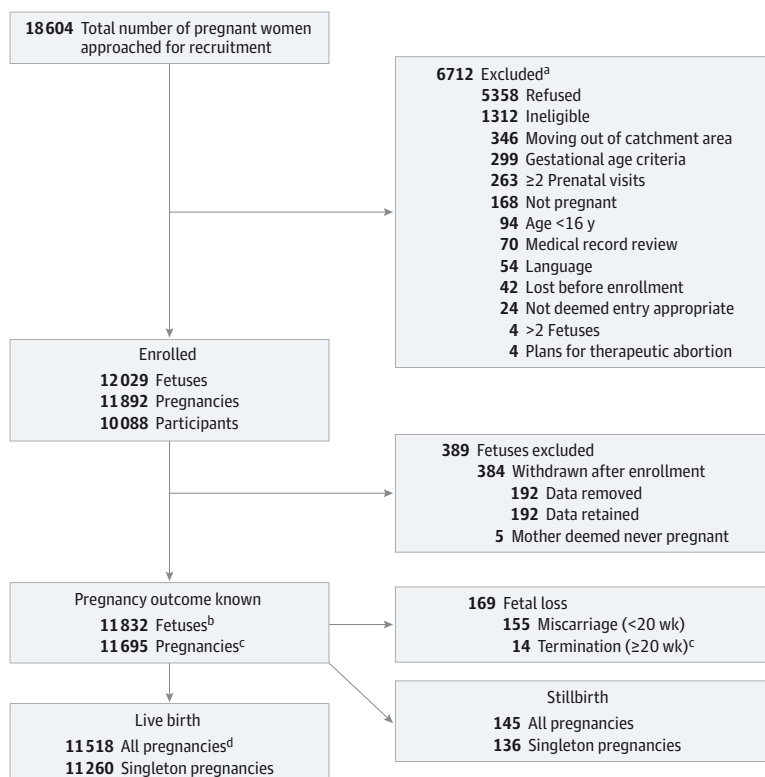 18604 Total number of pregnant women
approached for recruitment
6712 Excludedᵃ
5358 Refused
1312 Ineligible
346 Moving out of catchment area
299 Gestational age criteria
263 ≥2 Prenatal visits
168 Not pregnant
94 Age <16 y
70 Medical record review
54 Language
42 Lost before enrollment
24 Not deemed entry appropriate
4 >2 Fetuses
4 Plans for therapeutic abortion
Enrolled
12029 Fetuses
11892 Pregnancies
10088 Participants
389 Fetuses excluded
384 Withdrawn after enrollment
192 Data removed
192 Data retained
5 Mother deemed never pregnant
Pregnancy outcome known
11832 Fetusesᵇ
11695 Pregnanciesᶜ
169 Fetal loss
155 Miscarriage (<20 wk)
14 Termination (≥20 wk)ᶜ
Stillbirth
145 All pregnancies
136 Singleton pregnancies
Live birth
11518 All pregnanciesᵈ
11260 Singleton pregnancies